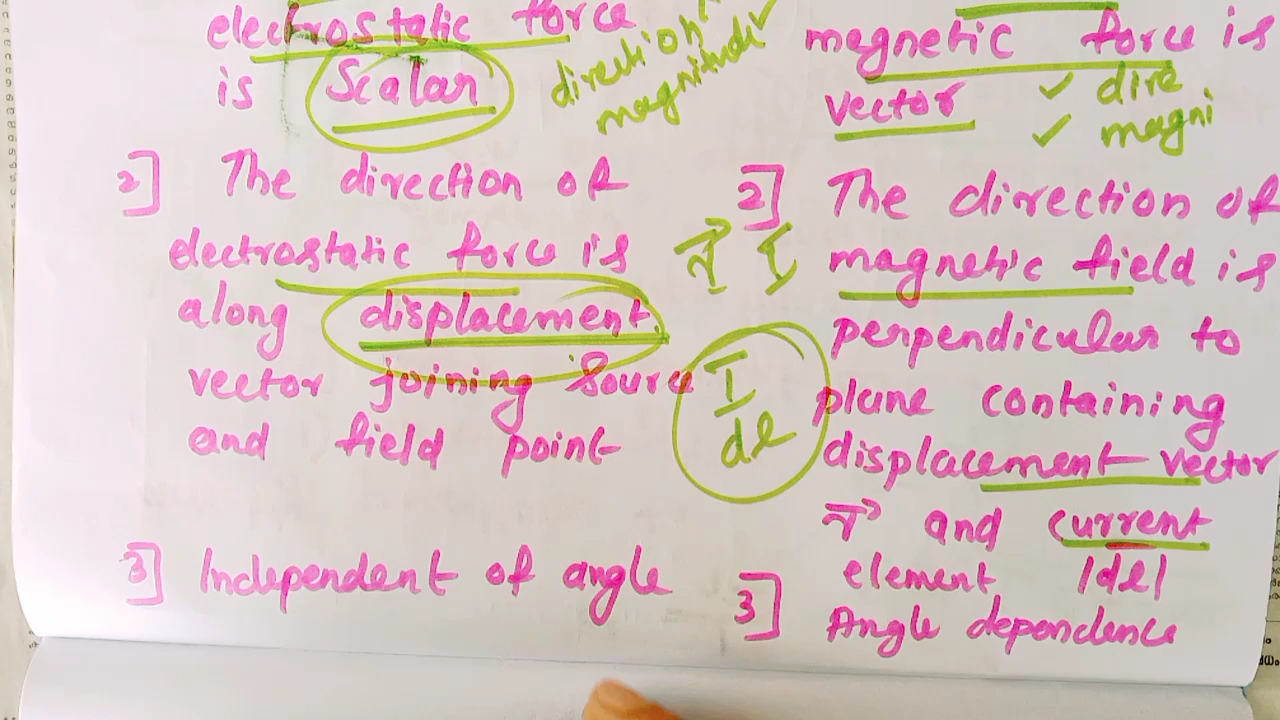 electrostatic force
is Scalar
direction
magnitude ✓
2] The direction of
electrostatic force is
along displacement
vector joining Source
and field point
3] Independent of angle
magnetic force is
vector
✓ dire
✓ magni
2] The direction of
magnetic field is
perpendicular to
plane containing
displacement vector
r⃗ and current
element |dl|
3] Angle dependence
r⃗ I
I
dl